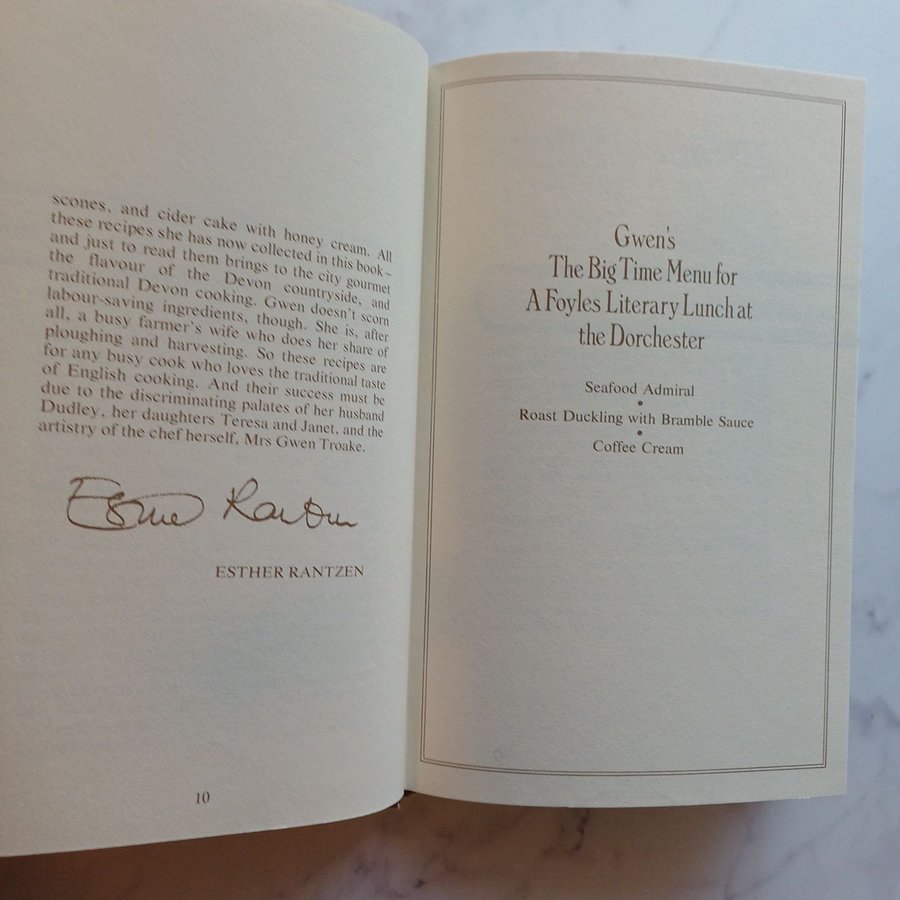 scones, and cider cake with honey cream. All
these recipes she has now collected in this book –
and just to read them brings to the city gourmet
the flavour of the Devon countryside, and
traditional Devon cooking. Gwen doesn't scorn
labour-saving ingredients, though. She is, after
all, a busy farmer's wife who does her share of
ploughing and harvesting. So these recipes are
for any busy cook who loves the traditional taste
of English cooking. And their success must be
due to the discriminating palates of her husband
Dudley, her daughters Teresa and Janet, and the
artistry of the chef herself, Mrs Gwen Troake.
Esther Rantzen
ESTHER RANTZEN
10
Gwen's
The Big Time Menu for
A Foyles Literary Lunch at
the Dorchester
Seafood Admiral
•
Roast Duckling with Bramble Sauce
•
Coffee Cream